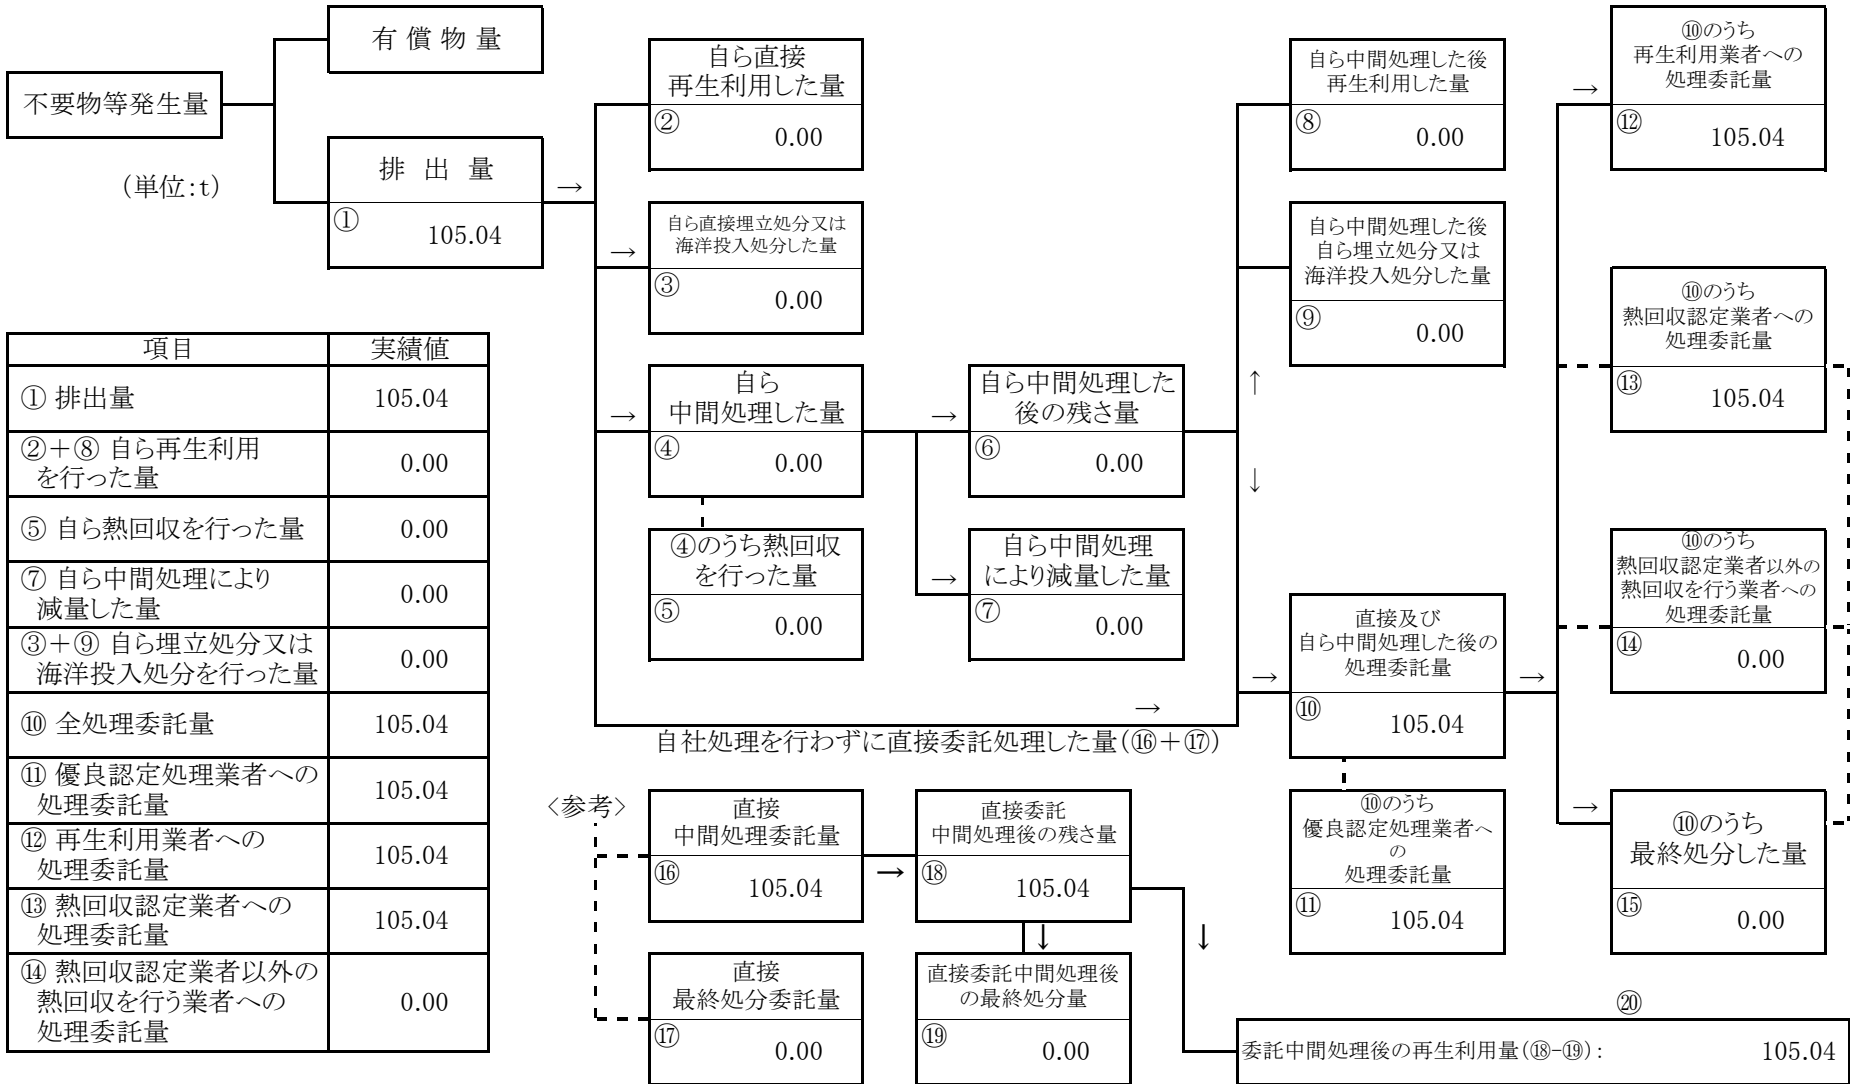 有 償 物 量
不要物等発生量
(単位:t)
排 出 量
①
105.04
→
自ら直接
再生利用した量
②
0.00
→
自ら直接埋立処分又は
海洋投入処分した量
③
0.00
→
自ら
中間処理した量
④
0.00
④のうち熱回収
を行った量
⑤
0.00
→
自ら中間処理した
後の残さ量
⑥
0.00
→
自ら中間処理
により減量した量
⑦
0.00
自ら中間処理した後
再生利用した量
⑧
0.00
自ら中間処理した後
自ら埋立処分又は
海洋投入処分した量
⑨
0.00
↑
↓
→
直接及び
自ら中間処理した後の
処理委託量
⑩
105.04
→
自社処理を行わずに直接委託処理した量(⑯+⑰)
⑩のうち
優良認定処理業者へ
の
処理委託量
⑪
105.04
→
→
⑩のうち
再生利用業者への
処理委託量
⑫
105.04
⑩のうち
熱回収認定業者への
処理委託量
⑬
105.04
⑩のうち
熱回収認定業者以外の
熱回収を行う業者への
処理委託量
⑭
0.00
→
⑩のうち
最終処分した量
⑮
0.00
項目 実績値
① 排出量 105.04
②+⑧ 自ら再生利用
を行った量 0.00
⑤ 自ら熱回収を行った量 0.00
⑦ 自ら中間処理により
減量した量 0.00
③+⑨ 自ら埋立処分又は
海洋投入処分を行った量 0.00
⑩ 全処理委託量 105.04
⑪ 優良認定処理業者への
処理委託量 105.04
⑫ 再生利用業者への
処理委託量 105.04
⑬ 熱回収認定業者への
処理委託量 105.04
⑭ 熱回収認定業者以外の
熱回収を行う業者への
処理委託量 0.00
<参考>
直接
中間処理委託量
⑯
105.04
→
直接委託
中間処理後の残さ量
⑱
105.04
↓
↓
直接
最終処分委託量
⑰
0.00
直接委託中間処理後
の最終処分量
⑲
0.00
⑳
委託中間処理後の再生利用量(⑱-⑲): 105.04